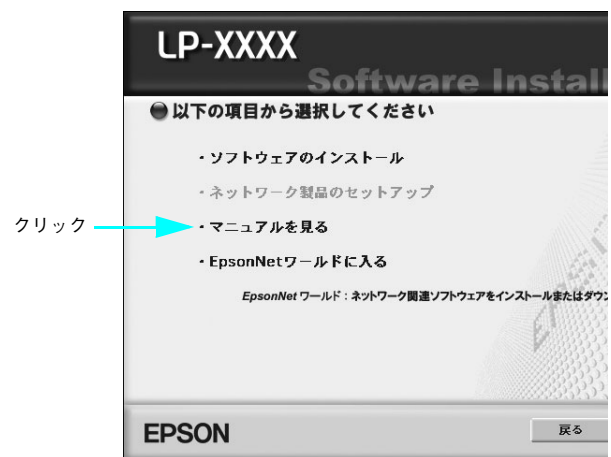 LP-XXXX
Software Install
●以下の項目から選択してください
・ソフトウェアのインストール
・ネットワーク製品のセットアップ
クリック
・マニュアルを見る
・EpsonNetワールドに入る
EpsonNet ワールド：ネットワーク関連ソフトウェアをインストールまたはダウン
EPSON
戻る